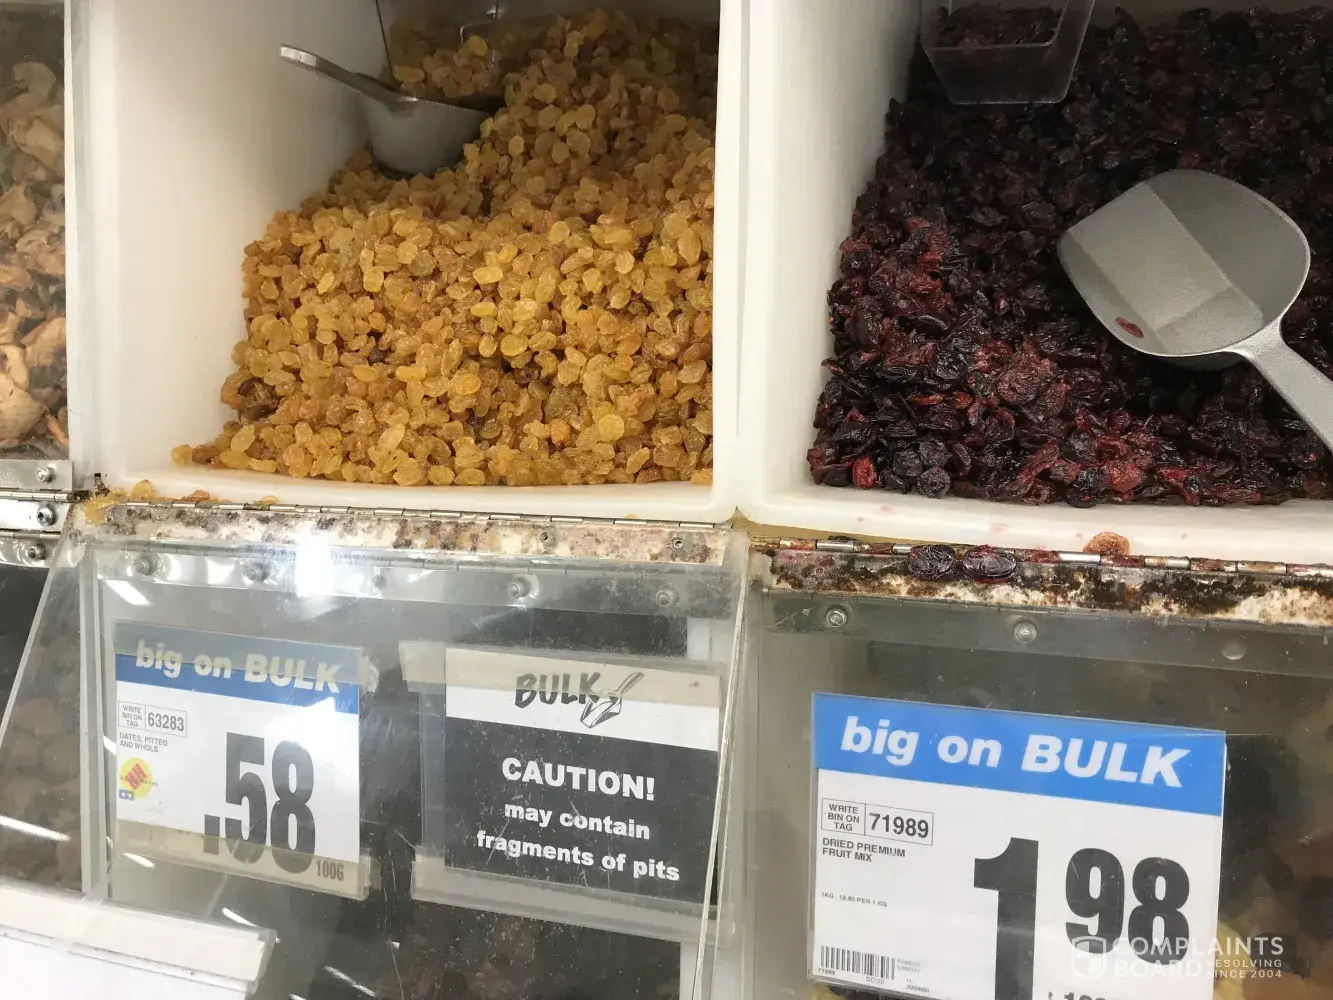 big on BULK
WRITE
BIN ON
TAG
63283
DATES, PITTED
AND WHOLE
.58
100G
BULK
CAUTION!
may contain
fragments of pits
big on BULK
WRITE
BIN ON
TAG
71989
DRIED PREMIUM
FRUIT MIX
1.98
71989
COMPLAINTS
BOARD
RESOLVING
SINCE 2004